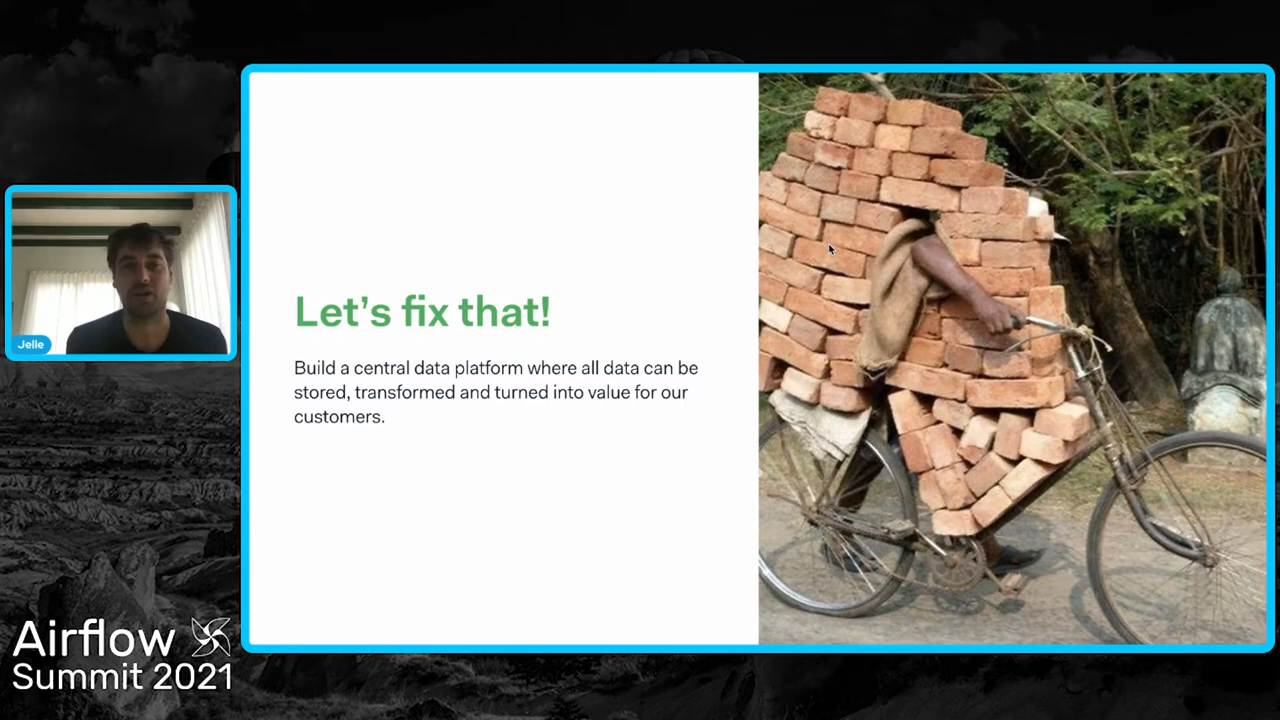 Let's fix that!
Build a central data platform where all data can be
stored, transformed and turned into value for our
customers.
Jelle
Airflow
Summit 2021